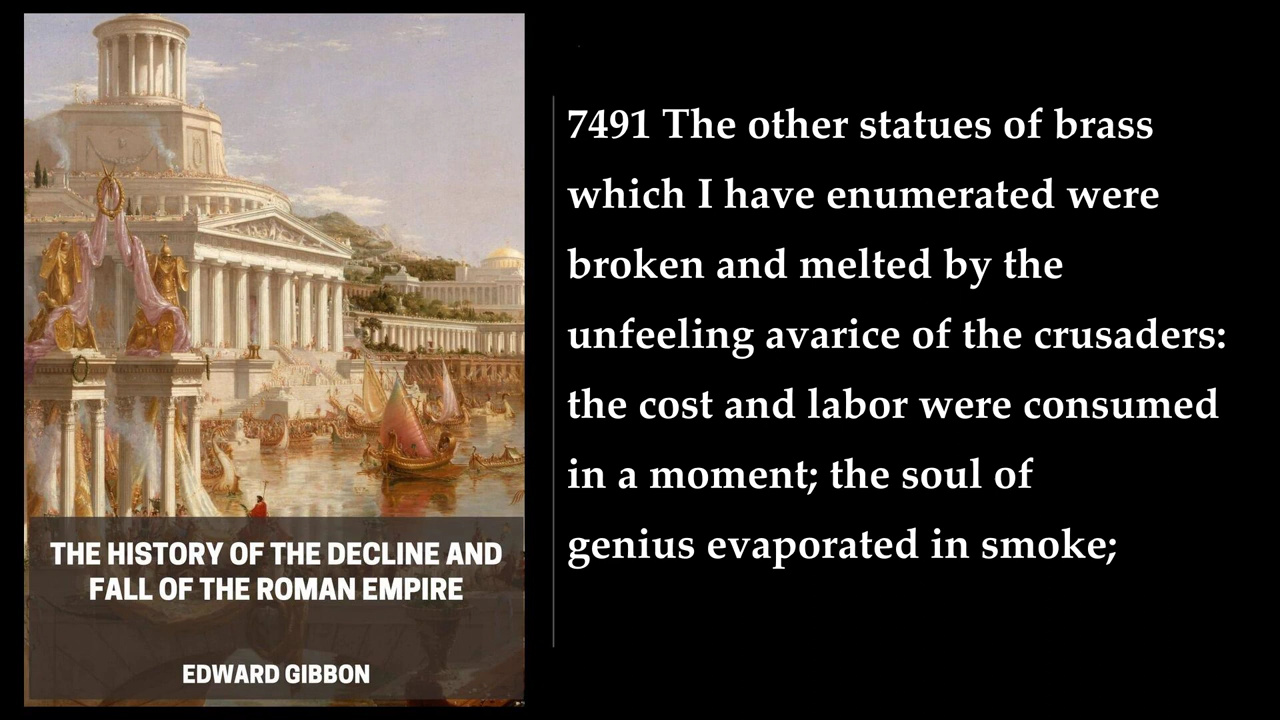 THE HISTORY OF THE DECLINE AND
FALL OF THE ROMAN EMPIRE
EDWARD GIBBON
7491 The other statues of brass
which I have enumerated were
broken and melted by the
unfeeling avarice of the crusaders:
the cost and labor were consumed
in a moment; the soul of
genius evaporated in smoke;